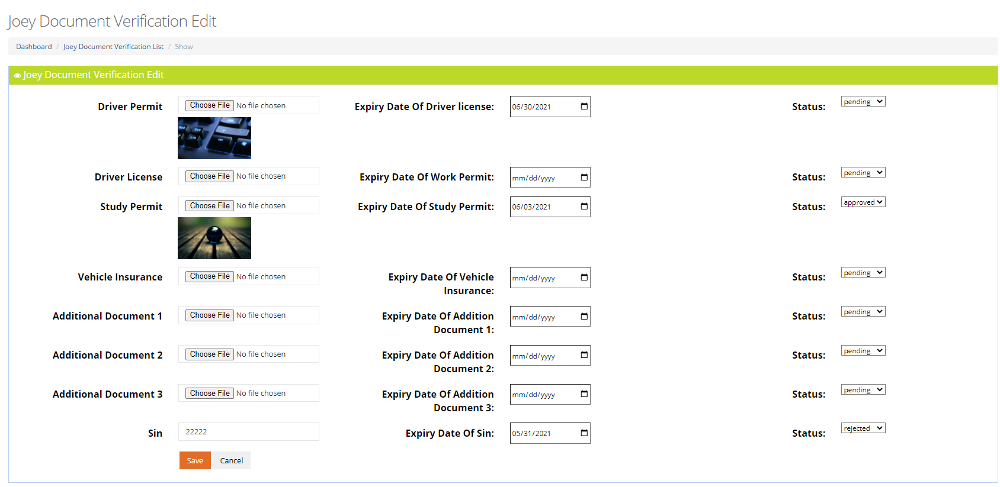 Joey Document Verification Edit
Dashboard / Joey Document Verification List / Show
Joey Document Verification Edit
Driver Permit Choose File No file chosen Expiry Date Of Driver license: 06/30/2021 Status: pending
Driver License Choose File No file chosen Expiry Date Of Work Permit: mm/dd/yyyy Status: pending
Study Permit Choose File No file chosen Expiry Date Of Study Permit: 06/03/2021 Status: approved
Vehicle Insurance Choose File No file chosen Expiry Date Of Vehicle Insurance: mm/dd/yyyy Status: pending
Additional Document 1 Choose File No file chosen Expiry Date Of Addition Document 1: mm/dd/yyyy Status: pending
Additional Document 2 Choose File No file chosen Expiry Date Of Addition Document 2: mm/dd/yyyy Status: pending
Additional Document 3 Choose File No file chosen Expiry Date Of Addition Document 3: mm/dd/yyyy Status: pending
Sin 22222 Expiry Date Of Sin: 05/31/2021 Status: rejected
Save Cancel